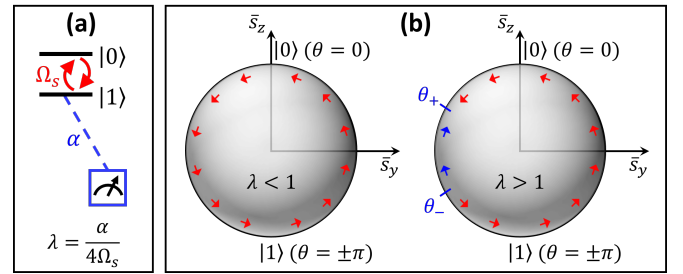 (a)
|0⟩
Ω_s
|1⟩
α
λ = α / 4Ω_s
(b)
s̄_z
|0⟩ (θ = 0)
s̄_y
λ < 1
|1⟩ (θ = ±π)
s̄_z
|0⟩ (θ = 0)
θ_+
s̄_y
λ > 1
θ_−
|1⟩ (θ = ±π)